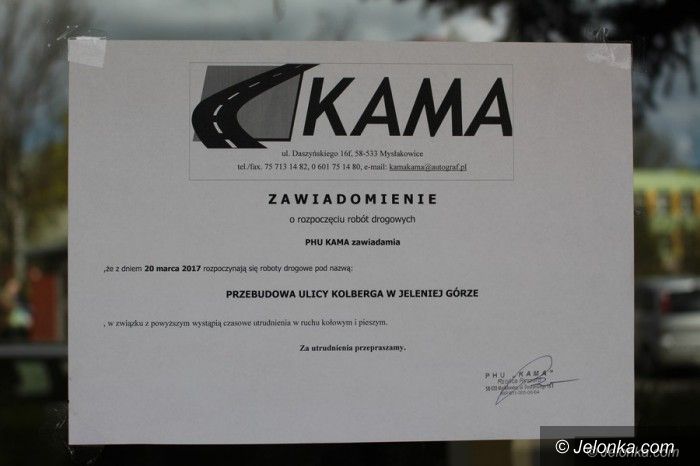 KAMA
ul. Daszyńskiego 16f, 58-533 Mysłakowice
tel./fax. 75 713 14 82, 0 601 75 14 80, e-mail: kamakama@autograf.pl
ZAWIADOMIENIE
o rozpoczęciu robót drogowych
PHU KAMA zawiadamia
,że z dniem 20 marca 2017 rozpoczynają się roboty drogowe pod nazwą:
PRZEBUDOWA ULICY KOLBERGA W JELENIEJ GÓRZE
, w związku z powyższym wystąpią czasowe utrudnienia w ruchu kołowym i pieszym.
Za utrudnienia przepraszamy.
PHU „KAMA"
© Jelonka.com
© Jelonka.com